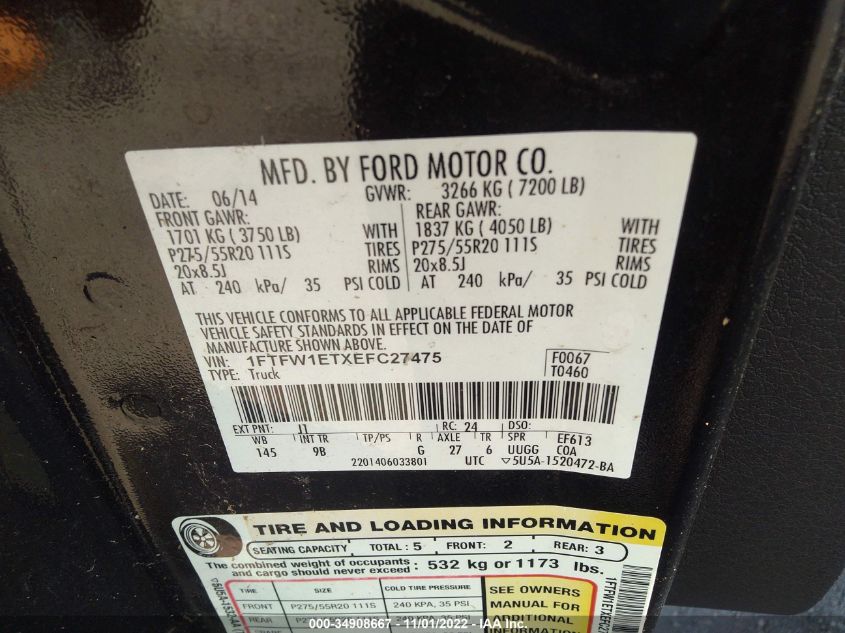 MFD. BY FORD MOTOR CO.
DATE: 06/14 GVWR: 3266 KG ( 7200 LB)
FRONT GAWR: REAR GAWR:
1701 KG ( 3750 LB) WITH 1837 KG ( 4050 LB) WITH
P275/55R20 111S TIRES P275/55R20 111S TIRES
20x8.5J RIMS 20x8.5J RIMS
AT 240 kPa/ 35 PSI COLD AT 240 kPa/ 35 PSI COLD
THIS VEHICLE CONFORMS TO ALL APPLICABLE FEDERAL MOTOR
VEHICLE SAFETY STANDARDS IN EFFECT ON THE DATE OF
MANUFACTURE SHOWN ABOVE.
VIN: 1FTFW1ETXEFC27475 F0067
TYPE: Truck T0460
EXT PNT: J1 RC: 24 DSO:
WB INT TR TP/PS R AXLE TR SPR EF613
145 9B G 27 6 UUGG COA
2201406033801 UTC ▽5U5A-1520472-BA
TIRE AND LOADING INFORMATION
SEATING CAPACITY TOTAL: 5 FRONT: 2 REAR: 3
The combined weight of occupants
and cargo should never exceed: 532 kg or 1173 lbs.
TIRE SIZE COLD TIRE PRESSURE SEE OWNERS
FRONT P275/55R20 111S 240 KPA, 35 PSI MANUAL FOR
REAR ADDITIONAL
INFORMATION
000-34908667 - 11/01/2022 - IAA Inc.